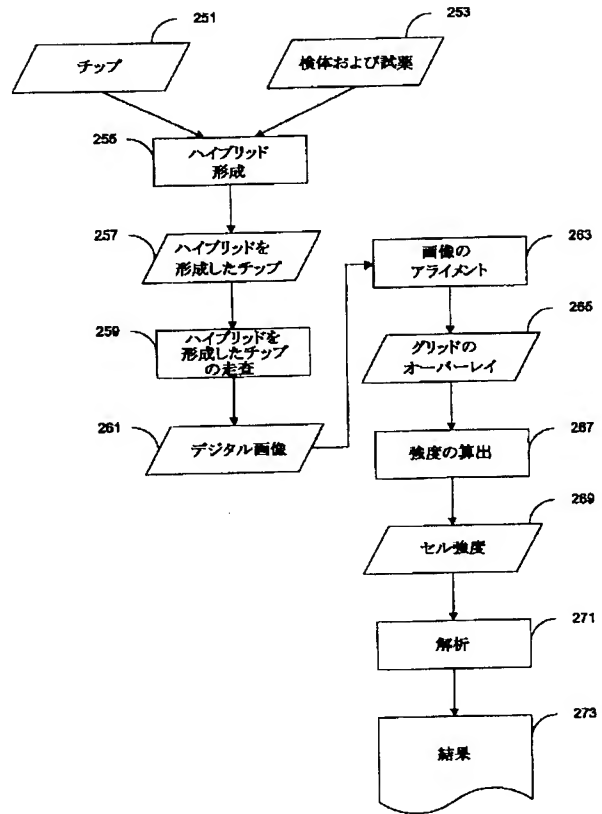 251
253
チップ
検体および試薬
255
ハイブリッド
形成
257
ハイブリッドを
形成したチップ
259
ハイブリッドを
形成したチップ
の走査
261
デジタル画像
263
画像の
アライメント
265
グリッドの
オーバーレイ
267
強度の算出
269
セル強度
271
解析
273
結果